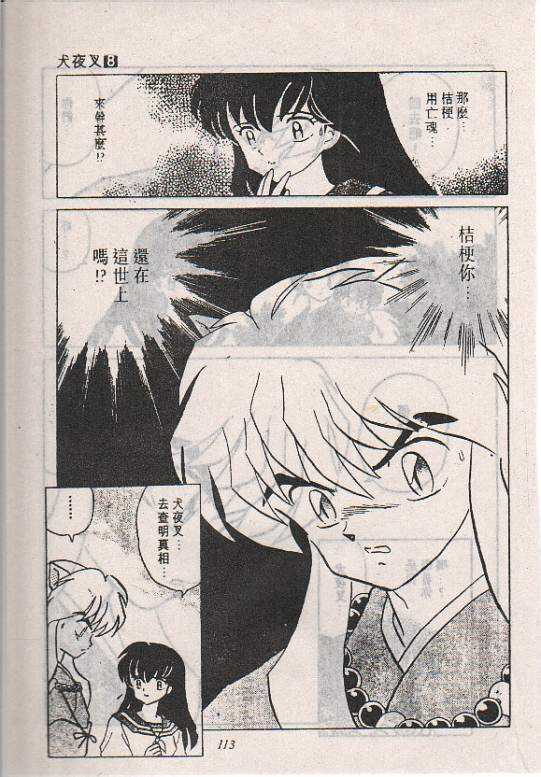 犬夜叉8
那麼…
桔梗
用亡魂…
來幹甚麼!?
桔梗你…
還在
這世上
嗎!?
犬夜叉…
去查明真相…
……
113